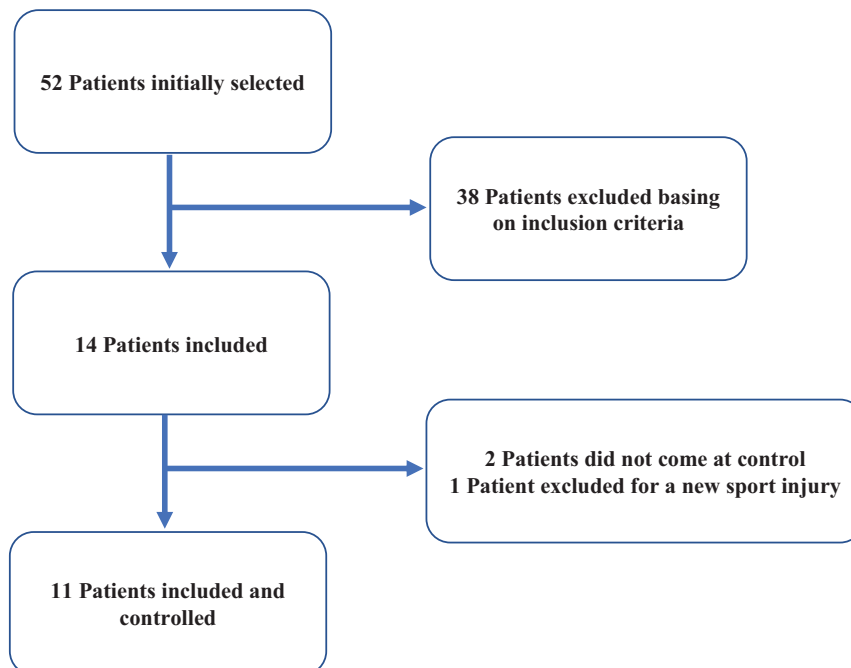 52 Patients initially selected
38 Patients excluded basing
on inclusion criteria
14 Patients included
2 Patients did not come at control
1 Patient excluded for a new sport injury
11 Patients included and
controlled